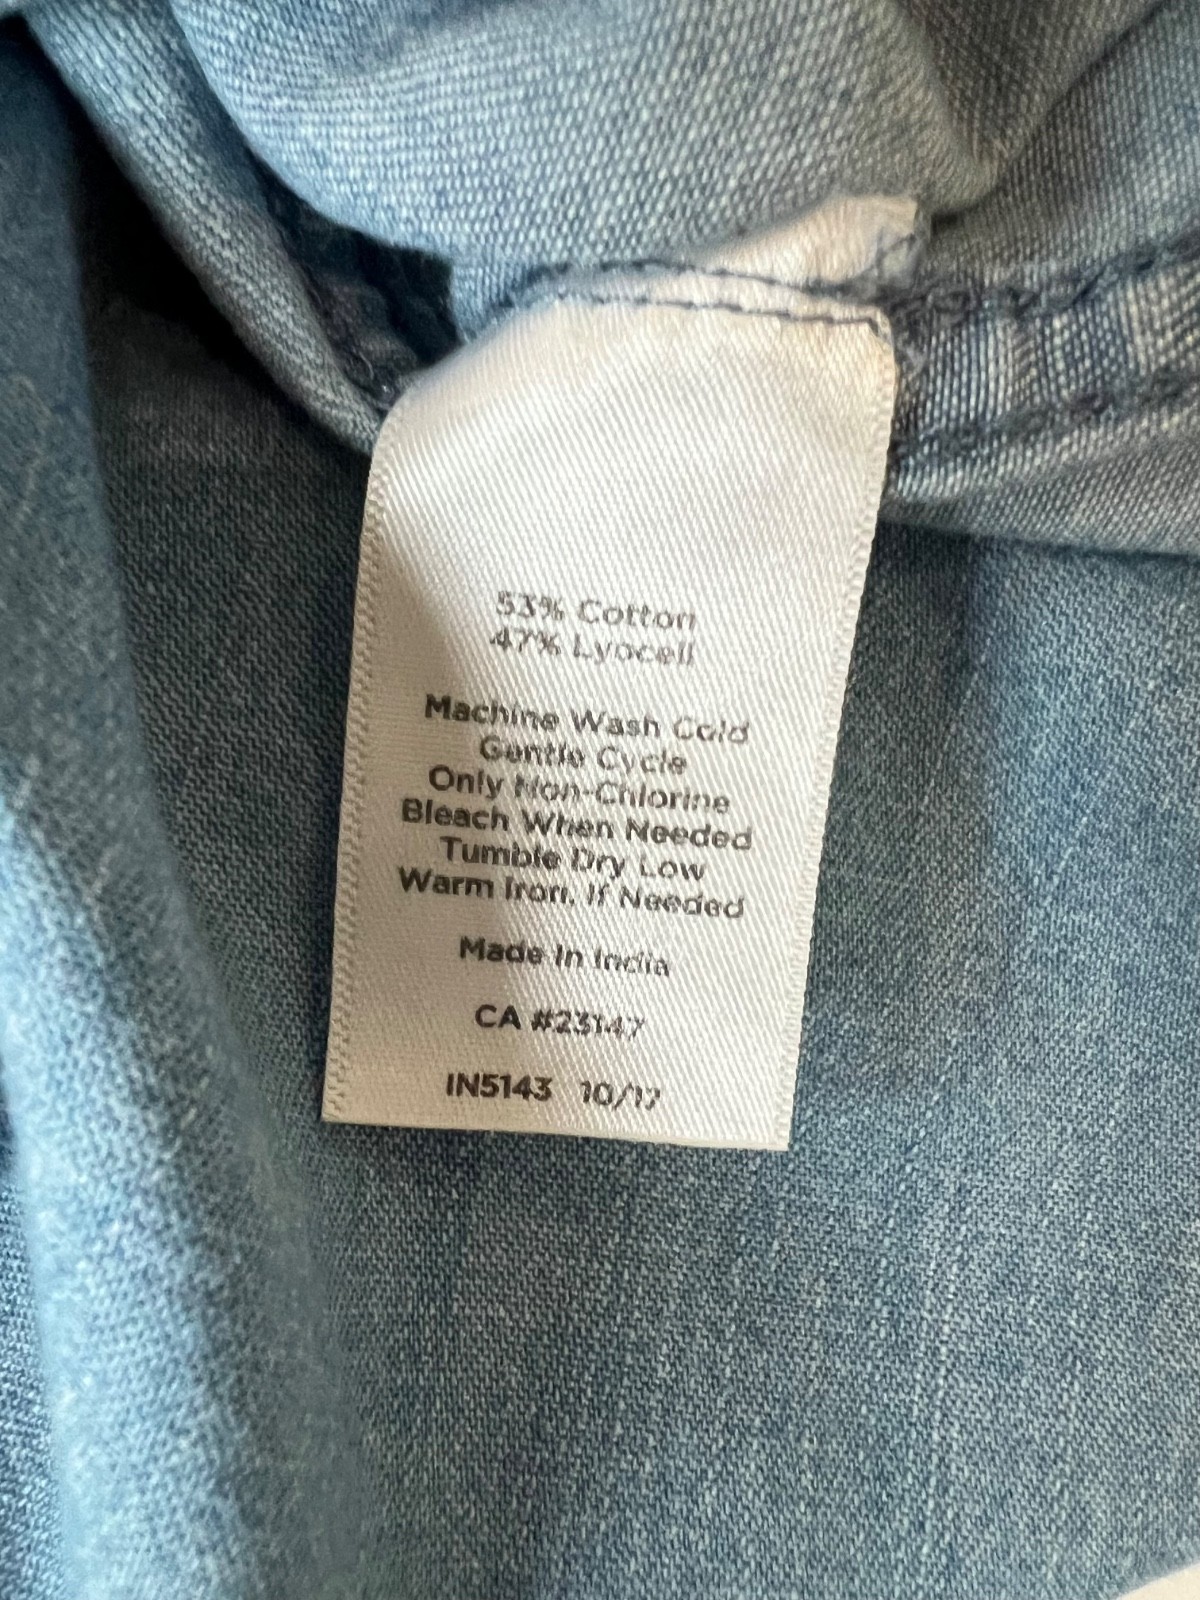 53% Cotton
47% Lyocell
Machine Wash Cold
Gentle Cycle
Only Non-Chlorine
Bleach When Needed
Tumble Dry Low
Warm Iron, If Needed
Made In India
CA #23147
IN5143 10/17